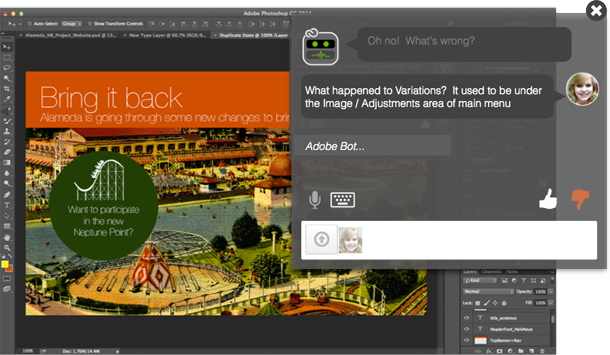 Adobe Photoshop CC 2014
Auto-Select:
Group
Show Transform Controls
Alameda_NB_Project_Website.psd @
New Type Layer @ 66.7% (RGB/8
Duplicate State @ 100% (Layer
Oh no!  What's wrong?
What happened to Variations?  It used to be under
the Image / Adjustments area of main menu
Adobe Bot...
Bring it back
Alameda is going through some new changes to brin
Want to participate
in the new
Neptune Point?
Layers
Channels
Paths
Kind
Normal
Opacity:
100%
Lock:
Fill:
100%
title_sentence
HeaderFont_HelvNeue
TopBanner+Nav
100%
Doc: 1.76M/14.4M